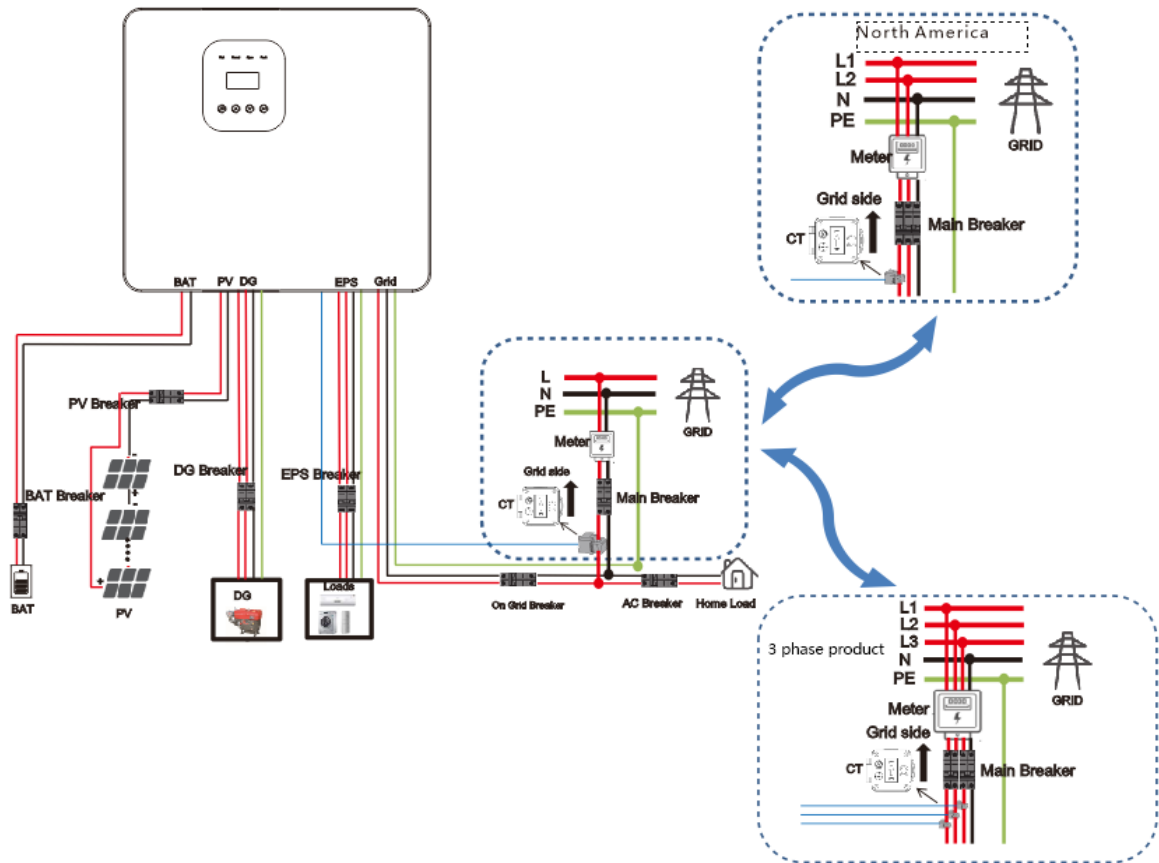 BAT
PV
DG
EPS
Grid
PV Breaker
BAT Breaker
DG Breaker
EPS Breaker
BAT
PV
DG
Loads
L
N
PE
GRID
Meter
Grid side
CT
Main Breaker
On Grid Breaker
AC Breaker
Home Load
North America
L1
L2
N
PE
GRID
Meter
Grid side
CT
Main Breaker
3 phase product
L1
L2
L3
N
PE
GRID
Meter
Grid side
CT
Main Breaker